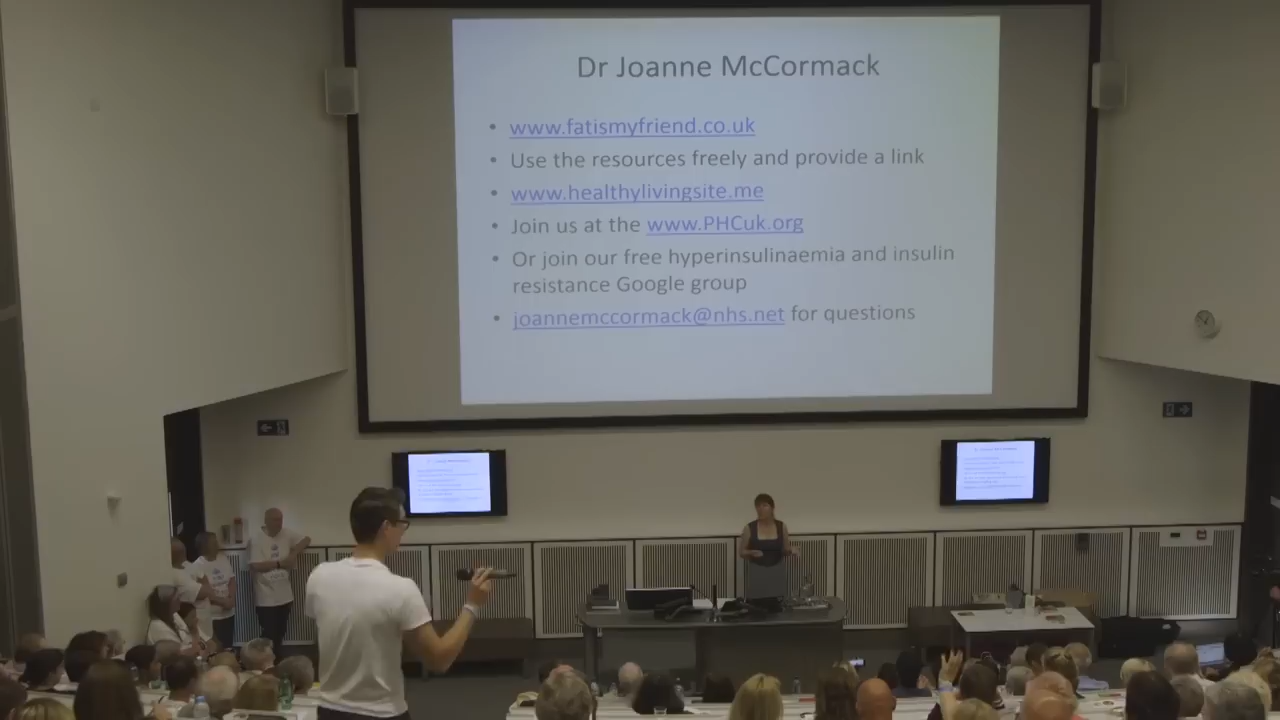 Dr Joanne McCormack
• www.fatismyfriend.co.uk
• Use the resources freely and provide a link
• www.healthylivingsite.me
• Join us at the www.PHCuk.org
• Or join our free hyperinsulinaemia and insulin
resistance Google group
• joannemccormack@nhs.net for questions